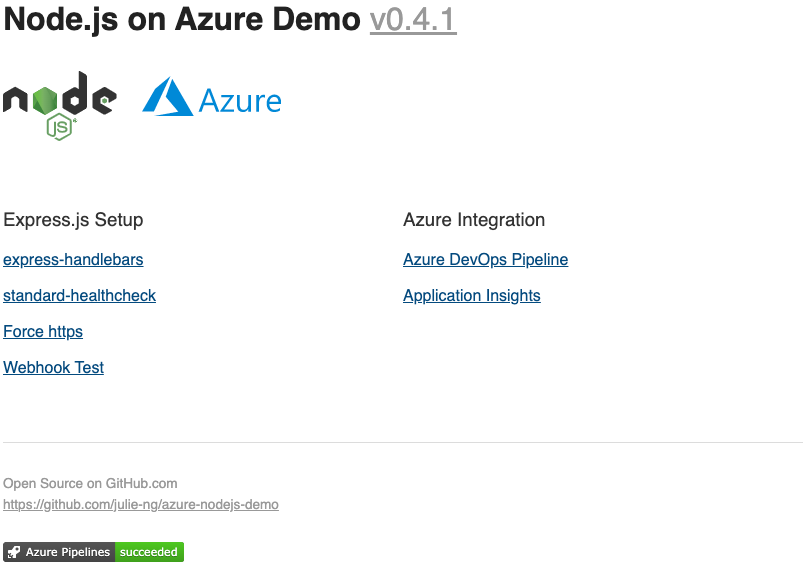 Node.js on Azure Demo v0.4.1
node
JS
Azure
Express.js Setup
express-handlebars
standard-healthcheck
Force https
Webhook Test
Azure Integration
Azure DevOps Pipeline
Application Insights
Open Source on GitHub.com
https://github.com/julie-ng/azure-nodejs-demo
Azure Pipelines succeeded